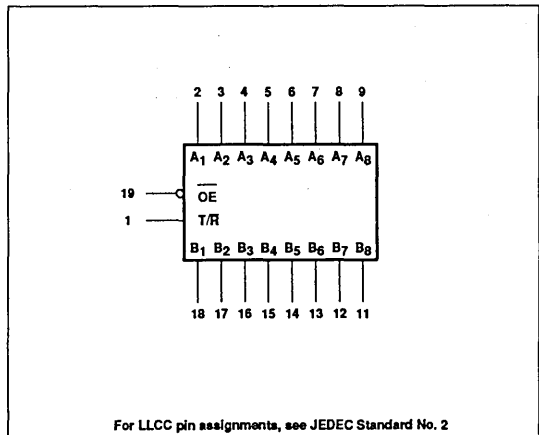 2 3 4 5 6 7 8 9
A1 A2 A3 A4 A5 A6 A7 A8
19 O̅E̅
1 T/R̅
B1 B2 B3 B4 B5 B6 B7 B8
18 17 16 15 14 13 12 11
For LLCC pin assignments, see JEDEC Standard No. 2